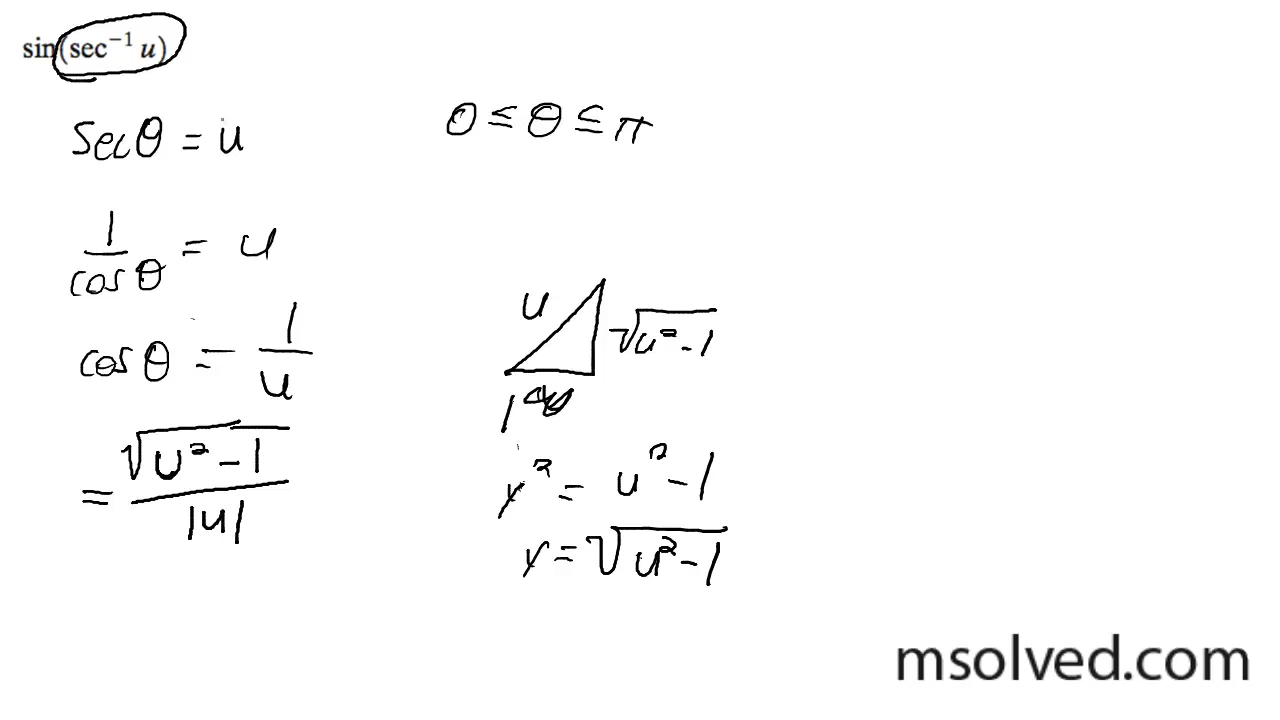 sin(sec⁻¹ u)
secθ = u
0 ≤ θ ≤ π
1/cosθ = u
cosθ = 1/u
= √(u²-1)/|u|
u
√(u²-1)
1
y² = u² - 1
y = √(u²-1)
msolved.com